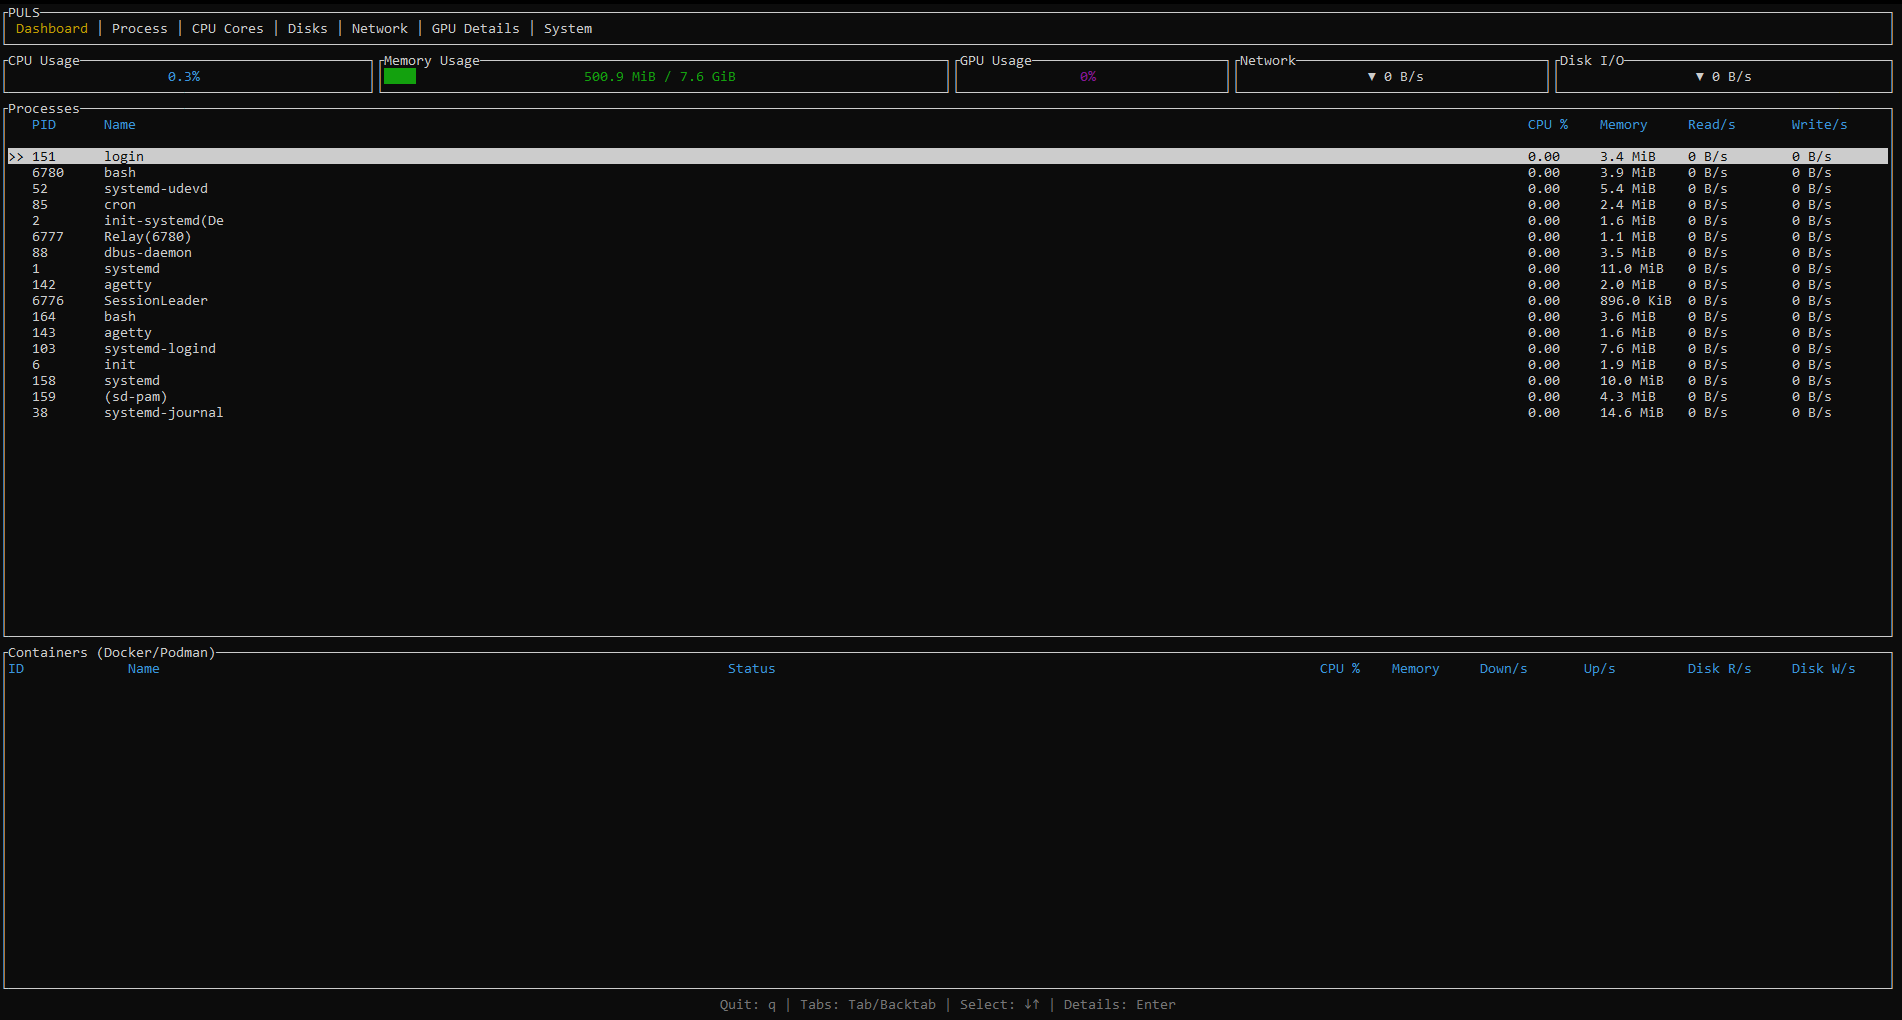 PULS
Dashboard | Process | CPU Cores | Disks | Network | GPU Details | System
CPU Usage Memory Usage GPU Usage Network Disk I/O
0.3% 500.9 MiB / 7.6 GiB 0% ▼ 0 B/s ▼ 0 B/s
Processes
PID Name CPU % Memory Read/s Write/s
>> 151 login 0.00 3.4 MiB 0 B/s 0 B/s
6780 bash 0.00 3.9 MiB 0 B/s 0 B/s
52 systemd-udevd 0.00 5.4 MiB 0 B/s 0 B/s
85 cron 0.00 2.4 MiB 0 B/s 0 B/s
2 init-systemd(De 0.00 1.6 MiB 0 B/s 0 B/s
6777 Relay(6780) 0.00 1.1 MiB 0 B/s 0 B/s
88 dbus-daemon 0.00 3.5 MiB 0 B/s 0 B/s
1 systemd 0.00 11.0 MiB 0 B/s 0 B/s
142 agetty 0.00 2.0 MiB 0 B/s 0 B/s
6776 SessionLeader 0.00 896.0 KiB 0 B/s 0 B/s
164 bash 0.00 3.6 MiB 0 B/s 0 B/s
143 agetty 0.00 1.6 MiB 0 B/s 0 B/s
103 systemd-logind 0.00 7.6 MiB 0 B/s 0 B/s
6 init 0.00 1.9 MiB 0 B/s 0 B/s
158 systemd 0.00 10.0 MiB 0 B/s 0 B/s
159 (sd-pam) 0.00 4.3 MiB 0 B/s 0 B/s
38 systemd-journal 0.00 14.6 MiB 0 B/s 0 B/s
Containers (Docker/Podman)
ID Name Status CPU % Memory Down/s Up/s Disk R/s Disk W/s
Quit: q | Tabs: Tab/Backtab | Select: ↓↑ | Details: Enter